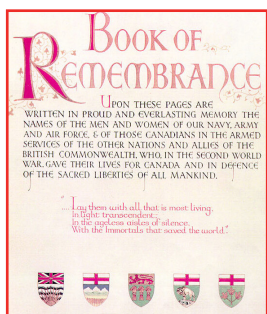 BOOK OF
REMEMBRANCE
UPON THESE PAGES ARE
WRITTEN IN PROUD AND EVERLASTING MEMORY THE
NAMES OF THE MEN AND WOMEN OF OUR NAVY, ARMY
AND AIR FORCE, & OF THOSE CANADIANS IN THE ARMED
SERVICES OF THE OTHER NATIONS AND ALLIES OF THE
BRITISH COMMONWEALTH, WHO, IN THE SECOND WORLD
WAR, GAVE THEIR LIVES FOR CANADA AND IN DEFENCE
OF THE SACRED LIBERTIES OF ALL MANKIND.
"....Lay them with all that is most living,
In light transcendent,
In the ageless aisles of silence,
With the Immortals that saved the world."